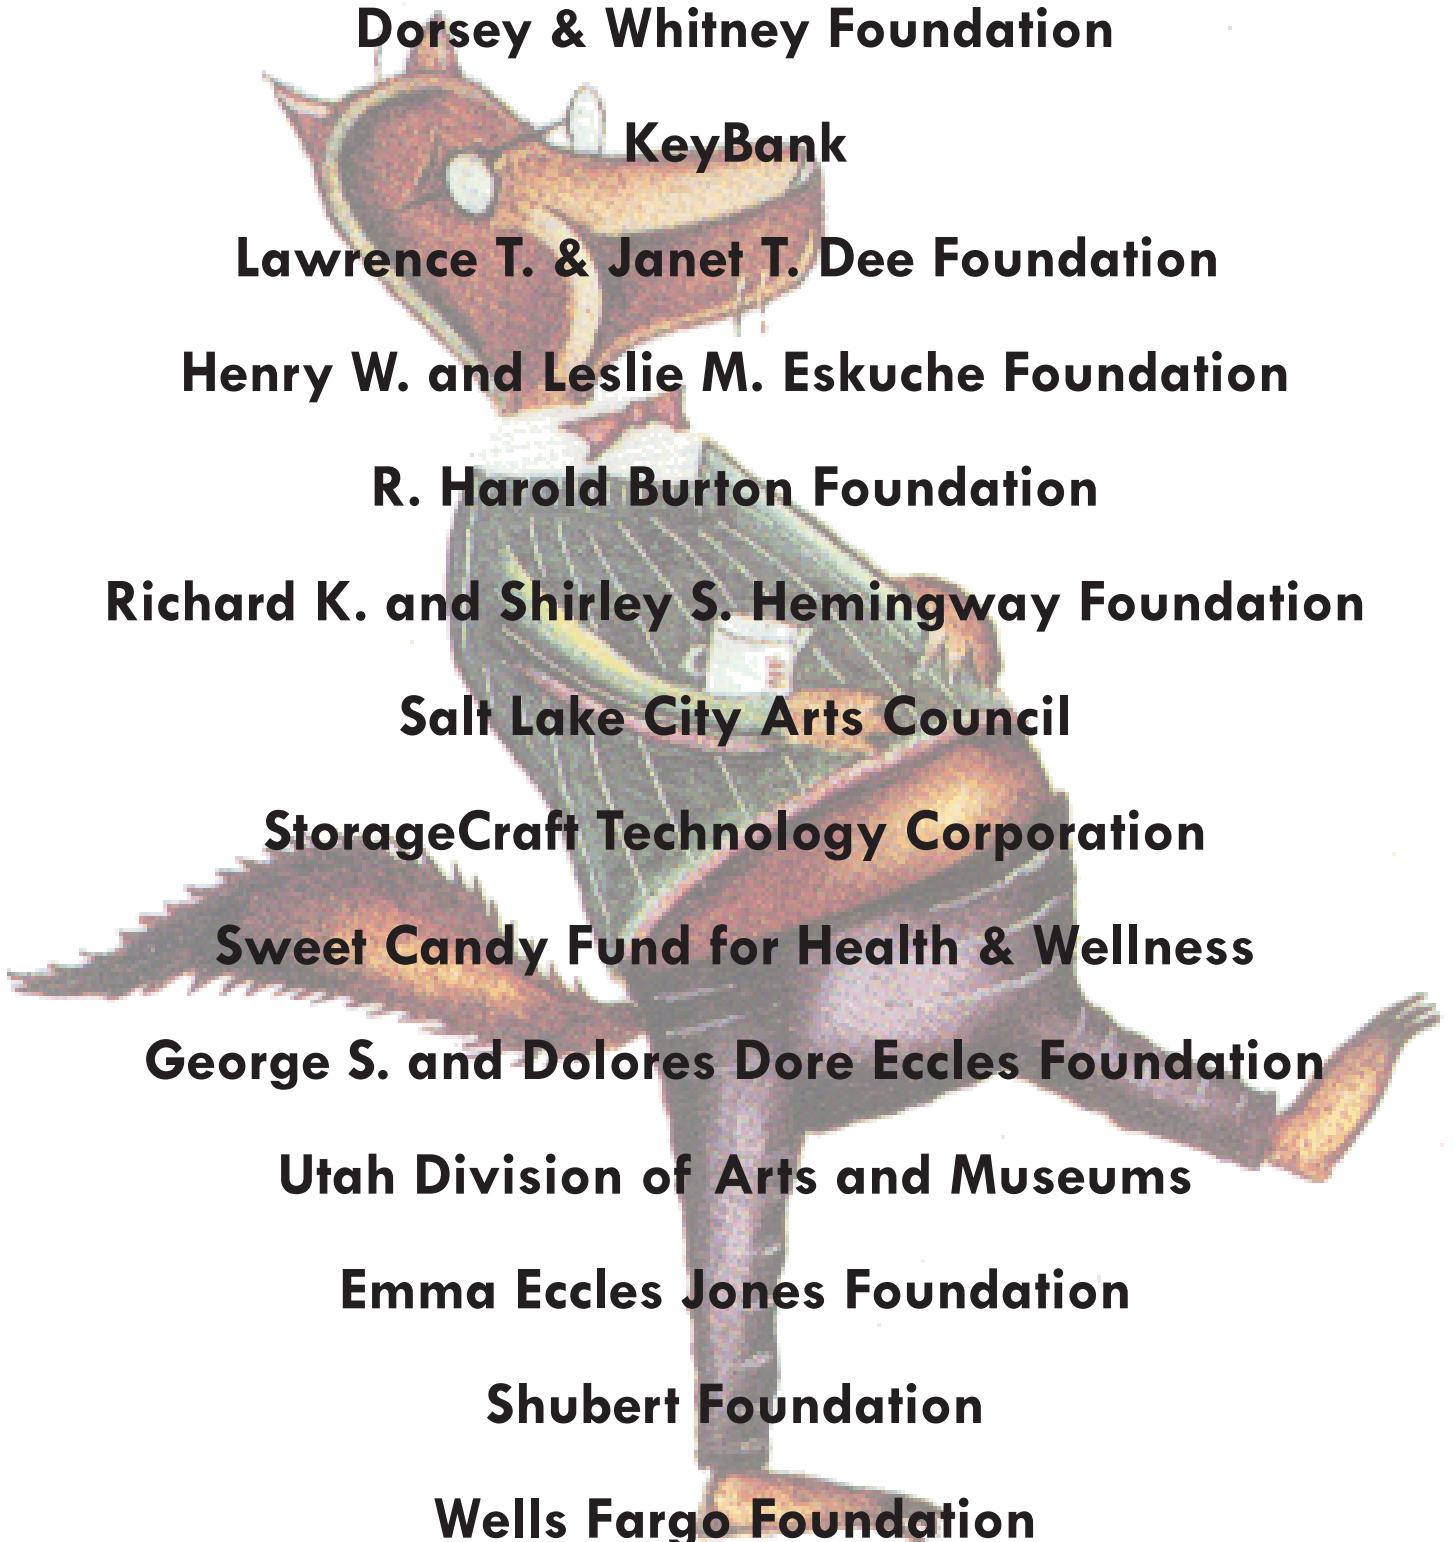 Dorsey & Whitney Foundation
KeyBank
Lawrence T. & Janet T. Dee Foundation
Henry W. and Leslie M. Eskuche Foundation
R. Harold Burton Foundation
Richard K. and Shirley S. Hemingway Foundation
Salt Lake City Arts Council
StorageCraft Technology Corporation
Sweet Candy Fund for Health & Wellness
George S. and Dolores Dore Eccles Foundation
Utah Division of Arts and Museums
Emma Eccles Jones Foundation
Shubert Foundation
Wells Fargo Foundation